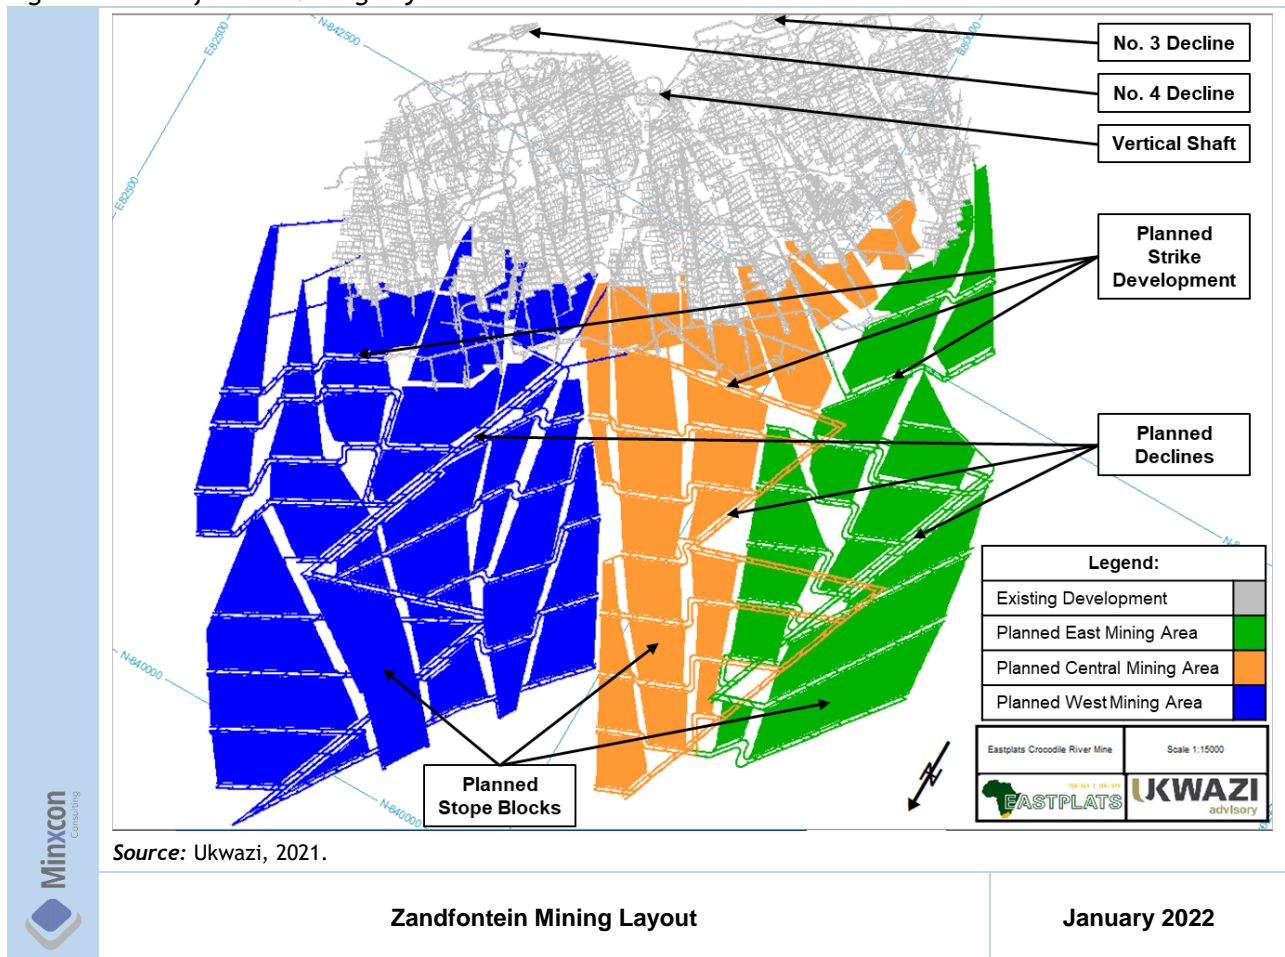 E82500
N-842500
E80000
No. 3 Decline
No. 4 Decline
Vertical Shaft
E82500
Planned
Strike
Development
Planned
Declines
Legend:
Existing Development
Planned East Mining Area
Planned Central Mining Area
Planned West Mining Area
N-840000
Eastplats Crocodile River Mine
Scale 1:15000
EASTPLATS
UKWAZI
advisory
Planned
Stope Blocks
N-840000
Z
Minxcon
Consulting
Source: Ukwazi, 2021.
Zandfontein Mining Layout
January 2022